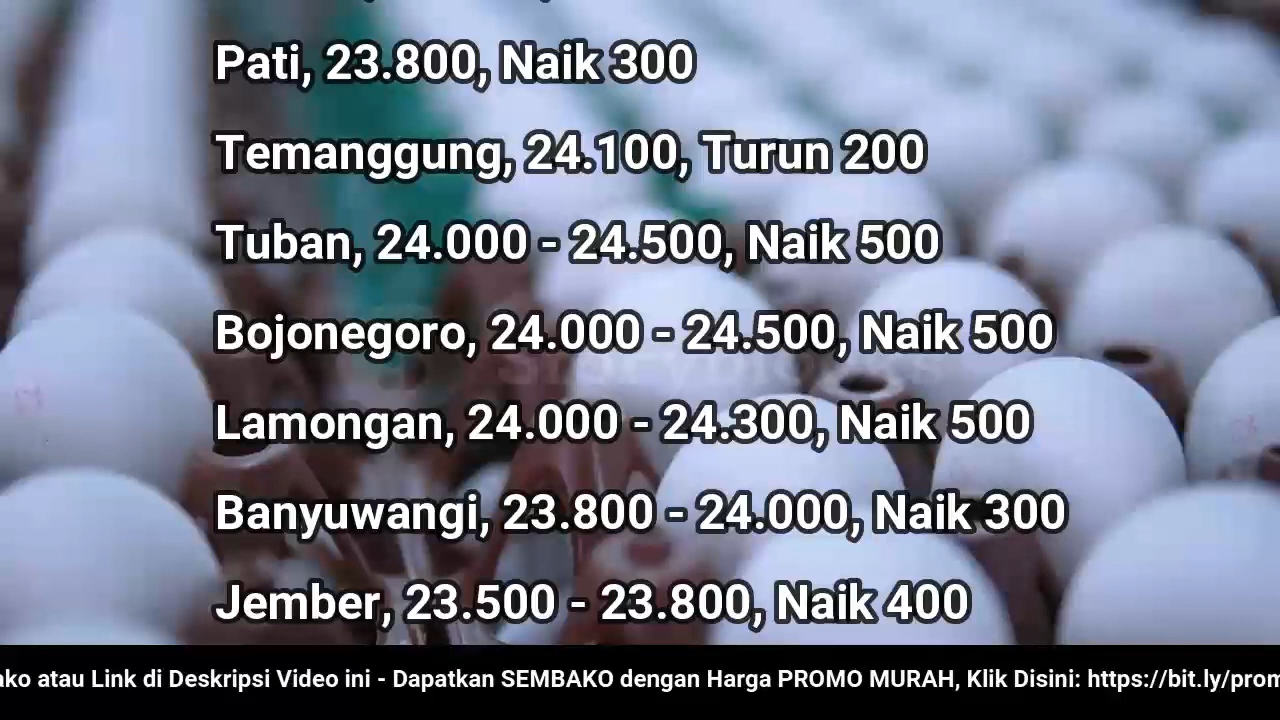 Pati, 23.800, Naik 300
Temanggung, 24.100, Turun 200
Tuban, 24.000 - 24.500, Naik 500
Bojonegoro, 24.000 - 24.500, Naik 500
Lamongan, 24.000 - 24.300, Naik 500
Banyuwangi, 23.800 - 24.000, Naik 300
Jember, 23.500 - 23.800, Naik 400
atau Link di Deskripsi Video ini - Dapatkan SEMBAKO dengan Harga PROMO MURAH, Klik Disini: https://bit.ly/prom